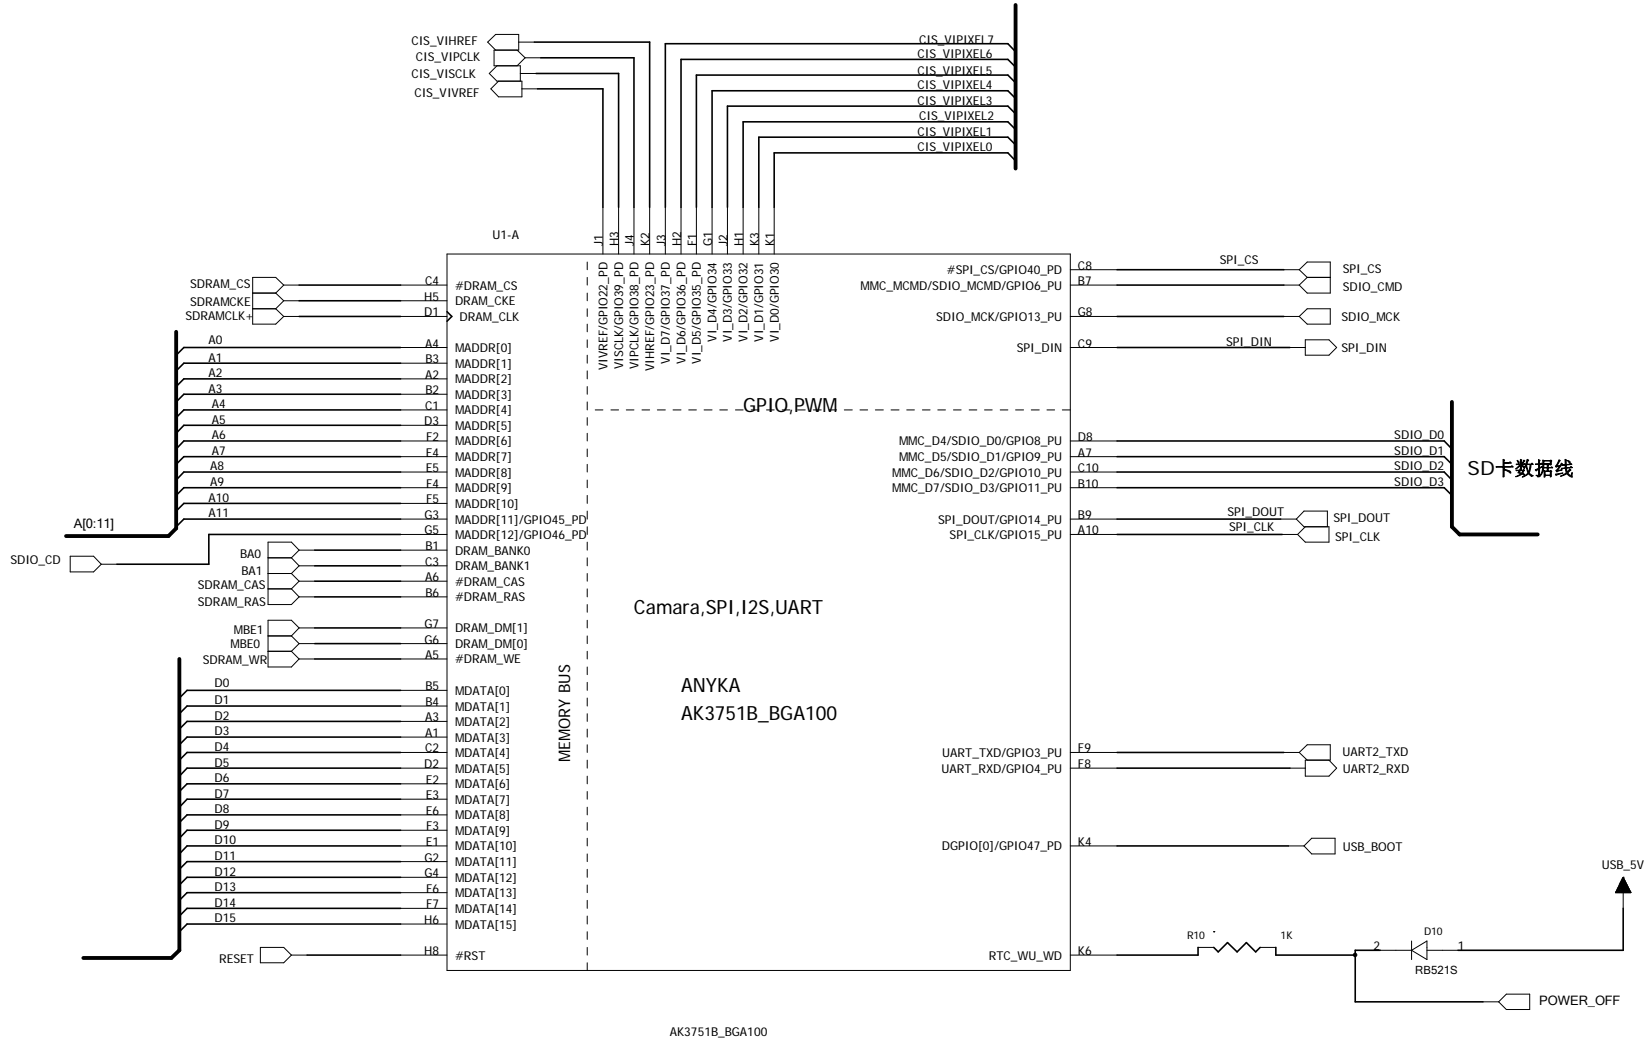 CIS_VIHREF
CIS_VIPCLK
CIS_VISCLK
CIS_VIVREF
CIS_VIPIXEL7
CIS_VIPIXEL6
CIS_VIPIXEL5
CIS_VIPIXEL4
CIS_VIPIXEL3
CIS_VIPIXEL2
CIS_VIPIXEL1
CIS_VIPIXEL0
U1-A
J1
H3
J4
K2
J3
H2
F1
G1
J2
H1
K3
K1
VIVREF/GPIO22_PD
VISCLK/GPIO39_PD
VIPCLK/GPIO38_PD
VIHREF/GPIO23_PD
VI_D7/GPIO37_PD
VI_D6/GPIO36_PD
VI_D5/GPIO35_PD
VI_D4/GPIO34
VI_D3/GPIO33
VI_D2/GPIO32
VI_D1/GPIO31
VI_D0/GPIO30
SDRAM_CS C4 #DRAM_CS
SDRAMCKE H5 DRAM_CKE
SDRAMCLK+ D1 DRAM_CLK
A0 A4 MADDR[0]
A1 B3 MADDR[1]
A2 A2 MADDR[2]
A3 B2 MADDR[3]
A4 C1 MADDR[4]
A5 D3 MADDR[5]
A6 F2 MADDR[6]
A7 F4 MADDR[7]
A8 E5 MADDR[8]
A9 F4 MADDR[9]
A10 F5 MADDR[10]
A11 G3 MADDR[11]/GPIO45_PD
A[0:11]
G5 MADDR[12]/GPIO46_PD
SDIO_CD
BA0 B1 DRAM_BANK0
BA1 C3 DRAM_BANK1
SDRAM_CAS A6 #DRAM_CAS
SDRAM_RAS B6 #DRAM_RAS
MBE1 G7 DRAM_DM[1]
MBE0 G6 DRAM_DM[0]
SDRAM_WR A5 #DRAM_WE
D0 B5 MDATA[0]
D1 B4 MDATA[1]
D2 A3 MDATA[2]
D3 A1 MDATA[3]
D4 C2 MDATA[4]
D5 D2 MDATA[5]
D6 E2 MDATA[6]
D7 E3 MDATA[7]
D8 E6 MDATA[8]
D9 F3 MDATA[9]
D10 E1 MDATA[10]
D11 G2 MDATA[11]
D12 G4 MDATA[12]
D13 F6 MDATA[13]
D14 F7 MDATA[14]
D15 H6 MDATA[15]
RESET H8 #RST
MEMORY BUS
GPIO,PWM
Camara,SPI,I2S,UART
ANYKA
AK3751B_BGA100
#SPI_CS/GPIO40_PD C8 SPI_CS SPI_CS
MMC_MCMD/SDIO_MCMD/GPIO6_PU B7 SDIO_CMD
SDIO_MCK/GPIO13_PU G8 SDIO_MCK
SPI_DIN C9 SPI_DIN SPI_DIN
MMC_D4/SDIO_D0/GPIO8_PU D8 SDIO_D0
MMC_D5/SDIO_D1/GPIO9_PU A7 SDIO_D1
MMC_D6/SDIO_D2/GPIO10_PU C10 SDIO_D2
MMC_D7/SDIO_D3/GPIO11_PU B10 SDIO_D3
SD卡数据线
SPI_DOUT/GPIO14_PU B9 SPI_DOUT SPI_DOUT
SPI_CLK/GPIO15_PU A10 SPI_CLK SPI_CLK
UART_TXD/GPIO3_PU F9 UART2_TXD
UART_RXD/GPIO4_PU F8 UART2_RXD
DGPIO[0]/GPIO47_PD K4 USB_BOOT
USB_5V
RTC_WU_WD K6 R10 1K 2 D10 1
RB521S
POWER_OFF
AK3751B_BGA100